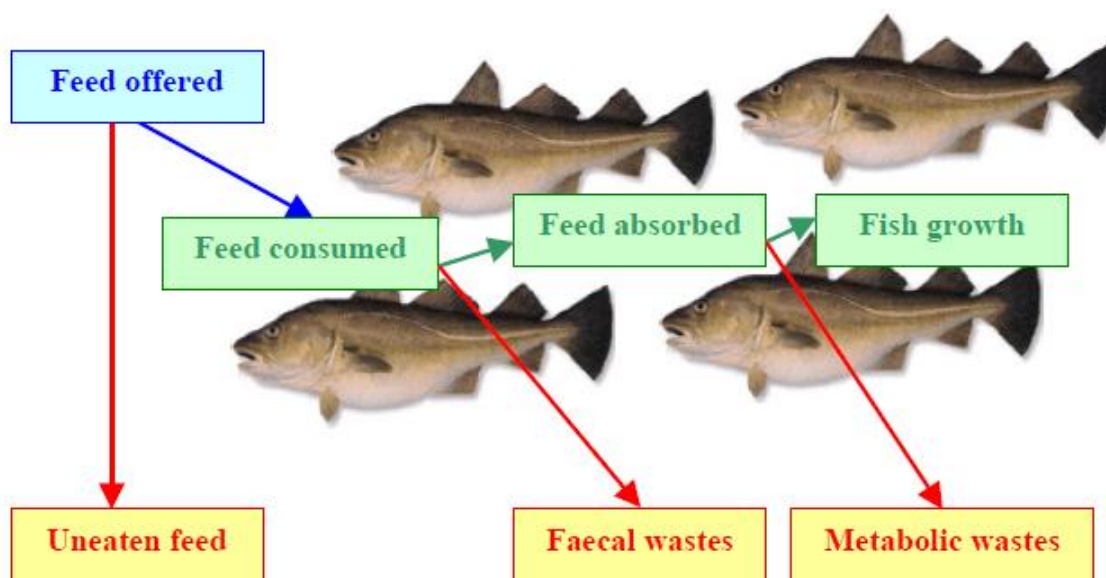 Feed offered
Feed consumed
Feed absorbed
Fish growth
Uneaten feed
Faecal wastes
Metabolic wastes